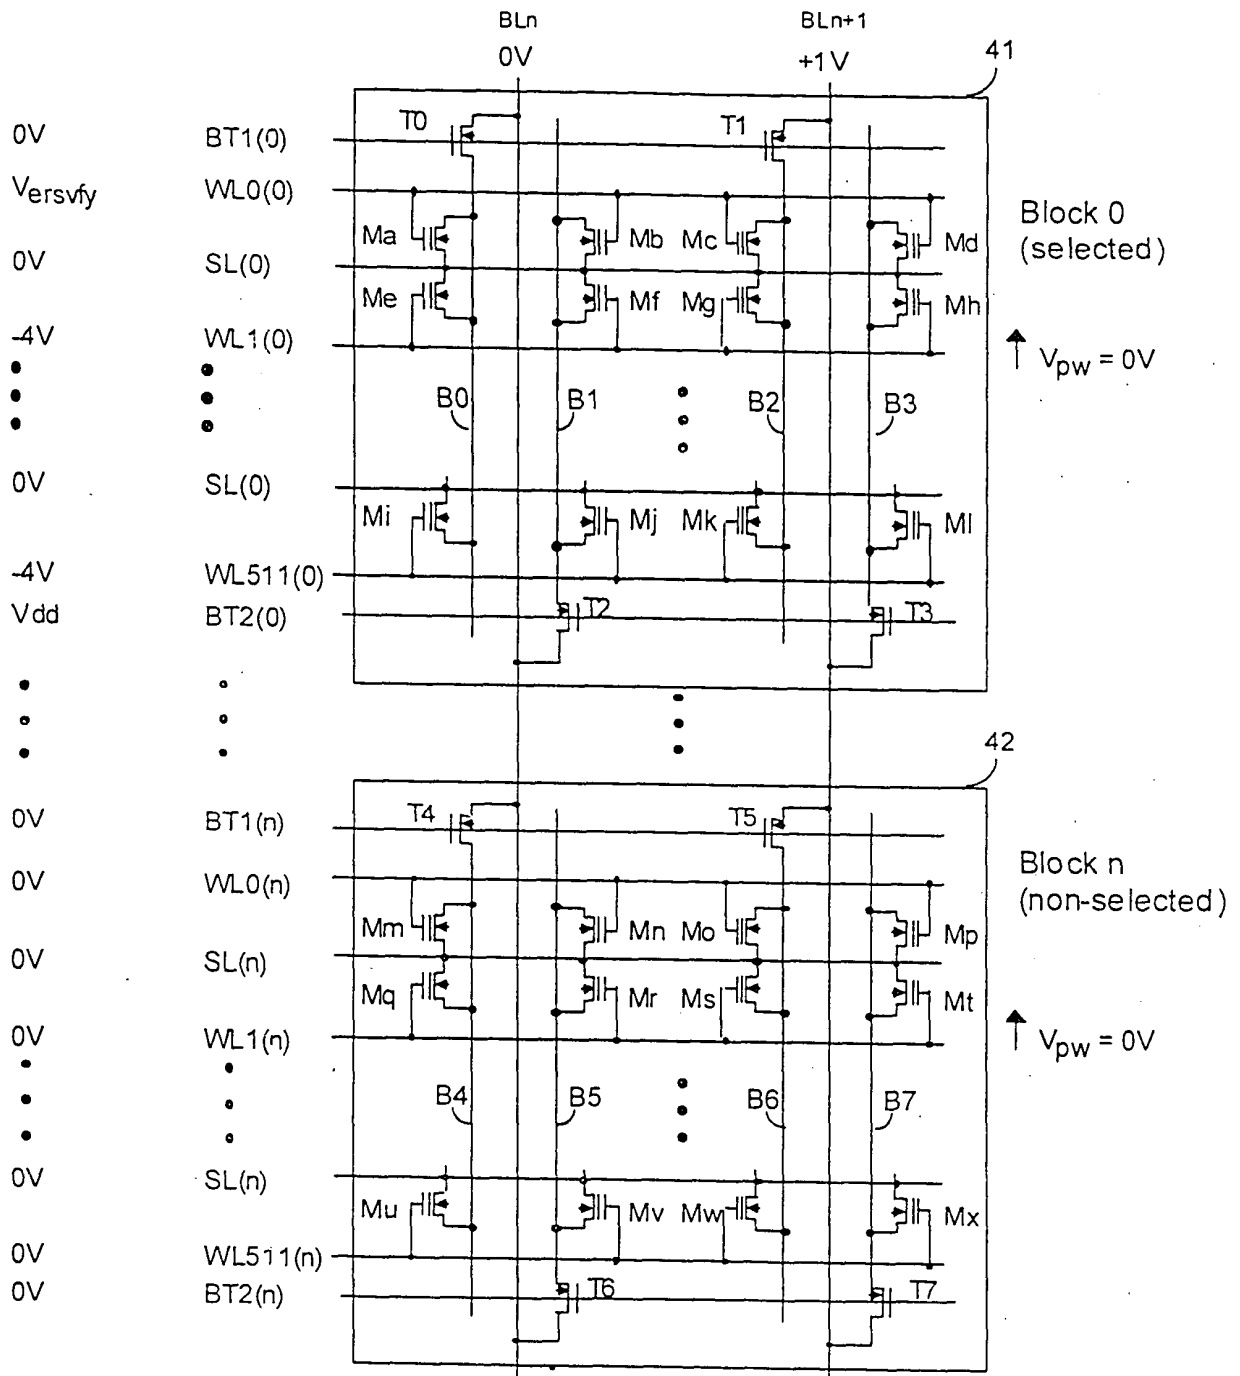 BLn BLn+1
0V +1V 41
0V BT1(0) T0 T1
Versvfy WL0(0) Block 0
Ma Mb Mc Md (selected)
0V SL(0)
Me Mf Mg Mh
-4V WL1(0) Vpw = 0V
B0 B1 B2 B3
0V SL(0)
Mi Mj Mk Ml
-4V WL511(0)
Vdd BT2(0) T2 T3
42
0V BT1(n) T4 T5
0V WL0(n) Block n
(non-selected)
Mm Mn Mo Mp
0V SL(n)
Mq Mr Ms Mt
0V WL1(n) Vpw = 0V
B4 B5 B6 B7
0V SL(n)
Mu Mv Mw Mx
0V WL511(n)
0V BT2(n) T6 T7